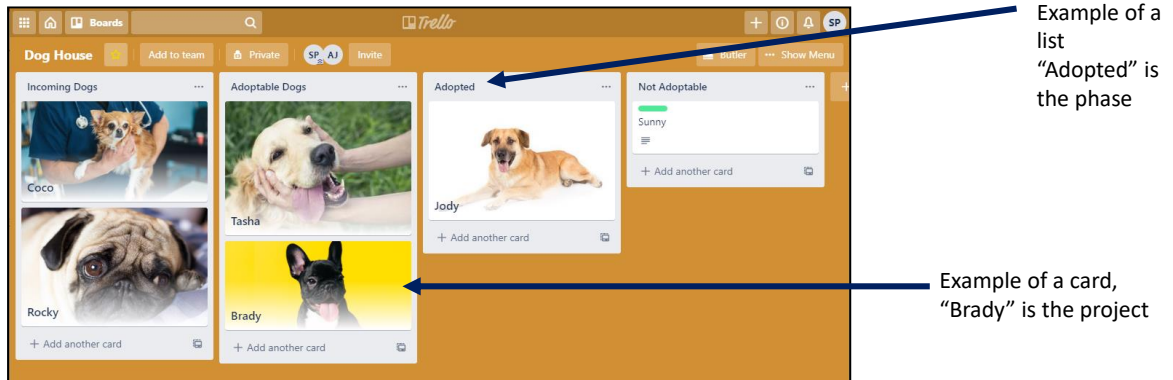 Boards
Trello
SP
Dog House
Add to team
Private
SP AJ
Invite
Butler
Show Menu
Incoming Dogs
Coco
Rocky
+ Add another card
Adoptable Dogs
Tasha
Brady
+ Add another card
Adopted
Jody
+ Add another card
Not Adoptable
Sunny
+ Add another card
Example of a
list
“Adopted” is
the phase
Example of a card,
“Brady” is the project